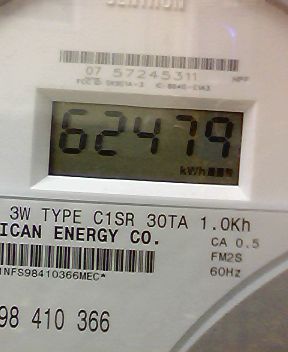 07 57245311
62479
kWh
3W TYPE C1SR 30TA 1.0Kh
ICAN ENERGY CO.
CA 0.5
FM2S
60Hz
1NFS98410366MEC*
98 410 366